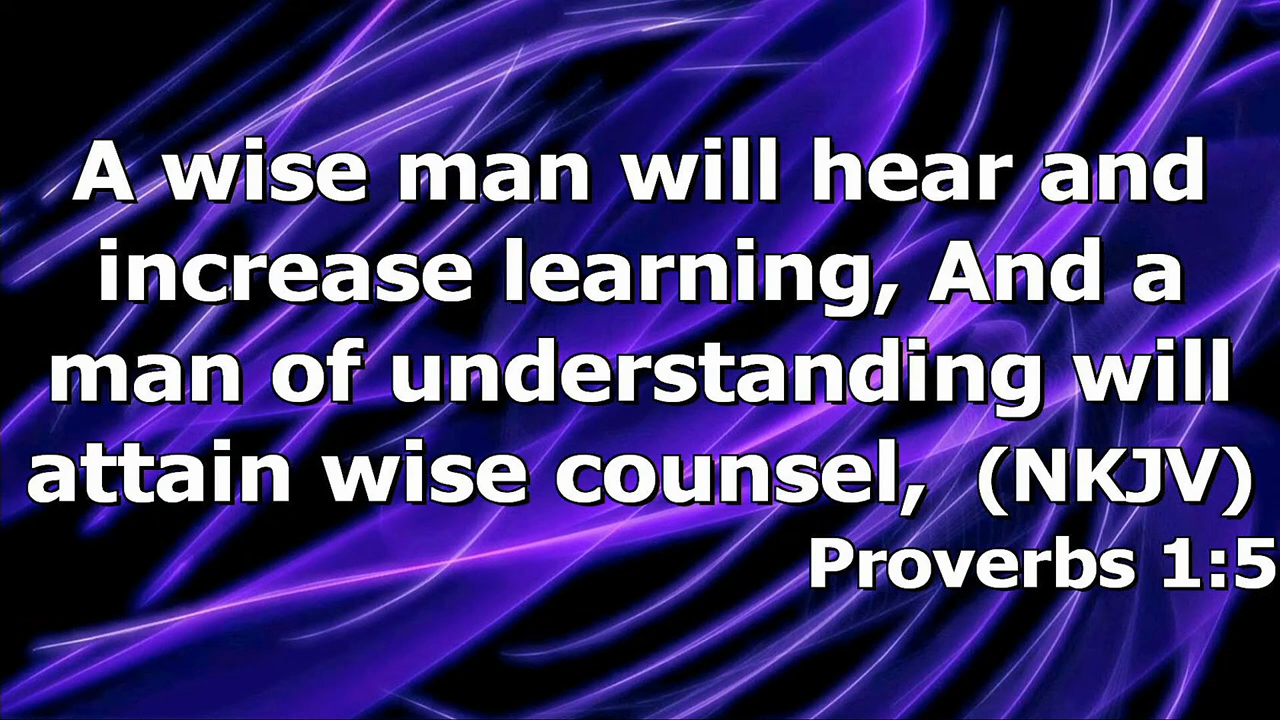 A wise man will hear and
increase learning, And a
man of understanding will
attain wise counsel,  (NKJV)
Proverbs 1:5